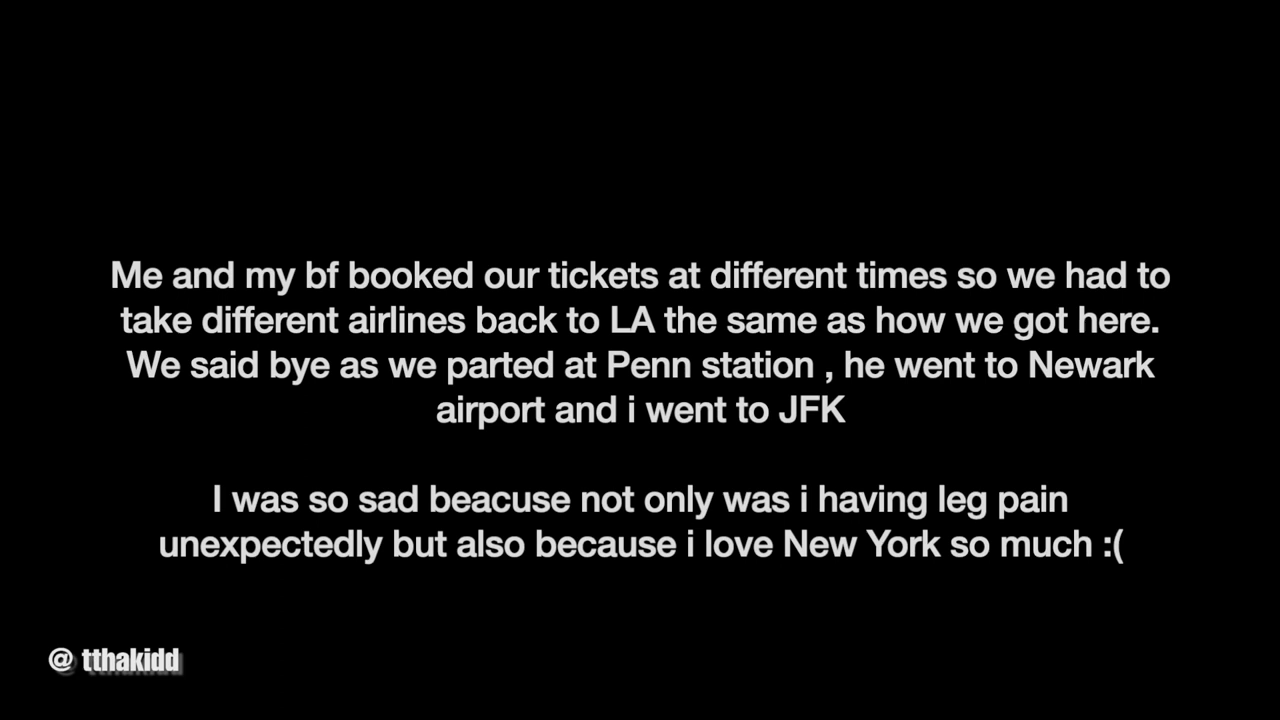 Me and my bf booked our tickets at different times so we had to
take different airlines back to LA the same as how we got here.
We said bye as we parted at Penn station , he went to Newark
airport and i went to JFK
I was so sad beacuse not only was i having leg pain
unexpectedly but also because i love New York so much :(
@ tthakidd